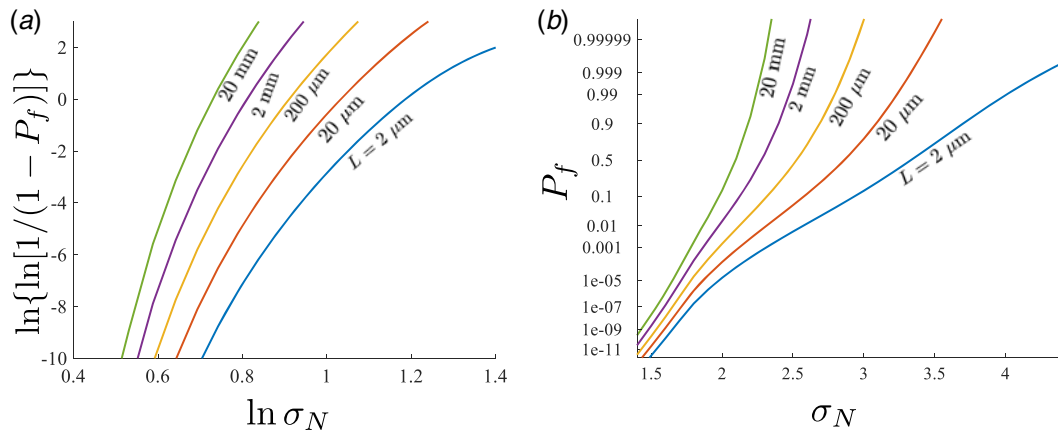 (a)
ln{ln[1/(1 − P_f)]}
2
0
-2
-4
-6
-8
-10
0.4 0.6 0.8 1 1.2 1.4
ln σ_N
20 mm
2 mm
200 μm
20 μm
L = 2 μm
(b)
P_f
0.99999
0.999
0.99
0.9
0.5
0.1
0.01
0.001
1e-05
1e-07
1e-09
1e-11
1.5 2 2.5 3 3.5 4
σ_N
20 mm
2 mm
200 μm
20 μm
L = 2 μm